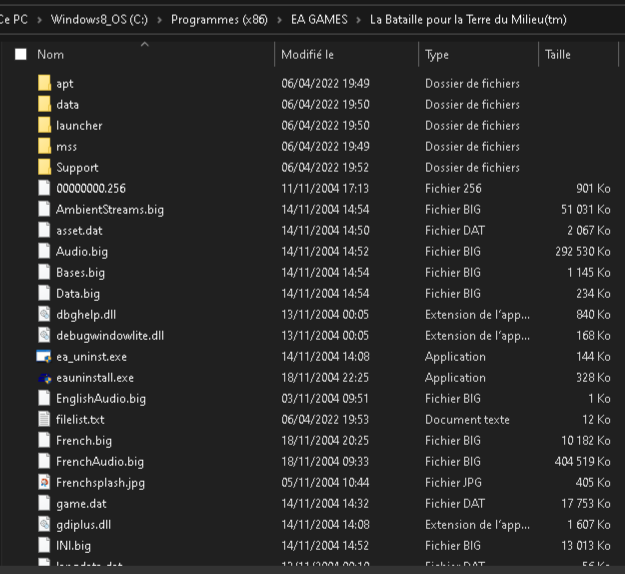 Ce PC > Windows8_OS (C:) > Programmes (x86) > EA GAMES > La Bataille pour la Terre du Milieu(tm)
Nom Modifié le Type Taille
apt 06/04/2022 19:49 Dossier de fichiers
data 06/04/2022 19:50 Dossier de fichiers
launcher 06/04/2022 19:50 Dossier de fichiers
mss 06/04/2022 19:49 Dossier de fichiers
Support 06/04/2022 19:52 Dossier de fichiers
00000000.256 11/11/2004 17:13 Fichier 256 901 Ko
AmbientStreams.big 14/11/2004 14:54 Fichier BIG 51 031 Ko
asset.dat 14/11/2004 14:50 Fichier DAT 2 067 Ko
Audio.big 14/11/2004 14:52 Fichier BIG 292 530 Ko
Bases.big 14/11/2004 14:54 Fichier BIG 1 145 Ko
Data.big 14/11/2004 14:54 Fichier BIG 234 Ko
dbghelp.dll 13/11/2004 00:05 Extension de l'app... 840 Ko
debugwindowlite.dll 13/11/2004 00:05 Extension de l'app... 168 Ko
ea_uninst.exe 14/11/2004 14:08 Application 144 Ko
eauninstall.exe 18/11/2004 22:25 Application 328 Ko
EnglishAudio.big 03/11/2004 09:51 Fichier BIG 1 Ko
filelist.txt 06/04/2022 19:53 Document texte 12 Ko
French.big 18/11/2004 20:25 Fichier BIG 10 182 Ko
FrenchAudio.big 18/11/2004 09:33 Fichier BIG 404 519 Ko
Frenchsplash.jpg 05/11/2004 10:44 Fichier JPG 405 Ko
game.dat 14/11/2004 14:32 Fichier DAT 17 753 Ko
gdiplus.dll 14/11/2004 14:08 Extension de l'app... 1 607 Ko
INI.big 14/11/2004 14:52 Fichier BIG 13 013 Ko